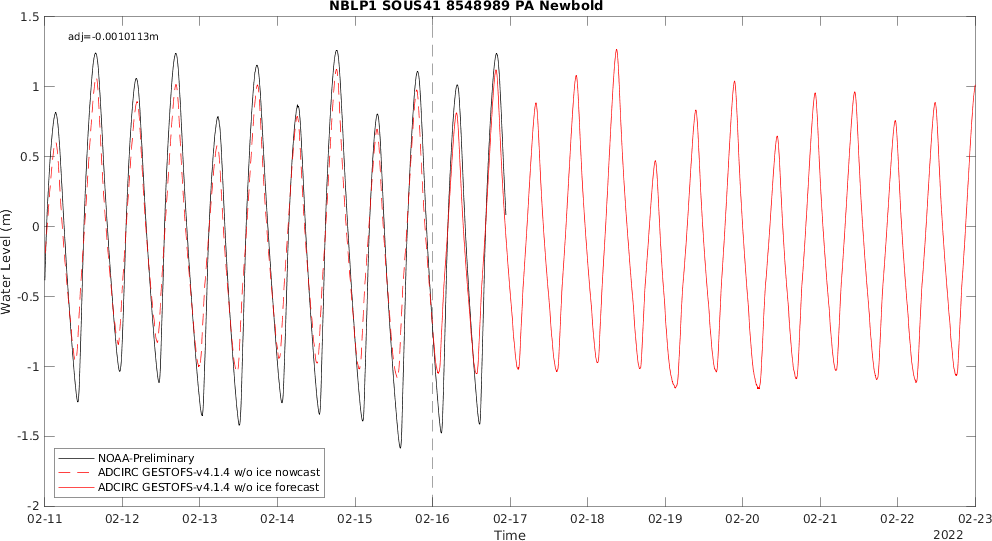 NBLP1 SOUS41 8548989 PA Newbold
adj=-0.0010113m
Water Level (m)
1.5
1
0.5
0
-0.5
-1
-1.5
-2
NOAA-Preliminary
ADCIRC GESTOFS-v4.1.4 w/o ice nowcast
ADCIRC GESTOFS-v4.1.4 w/o ice forecast
02-11 02-12 02-13 02-14 02-15 02-16 02-17 02-18 02-19 02-20 02-21 02-22 02-23
Time
2022